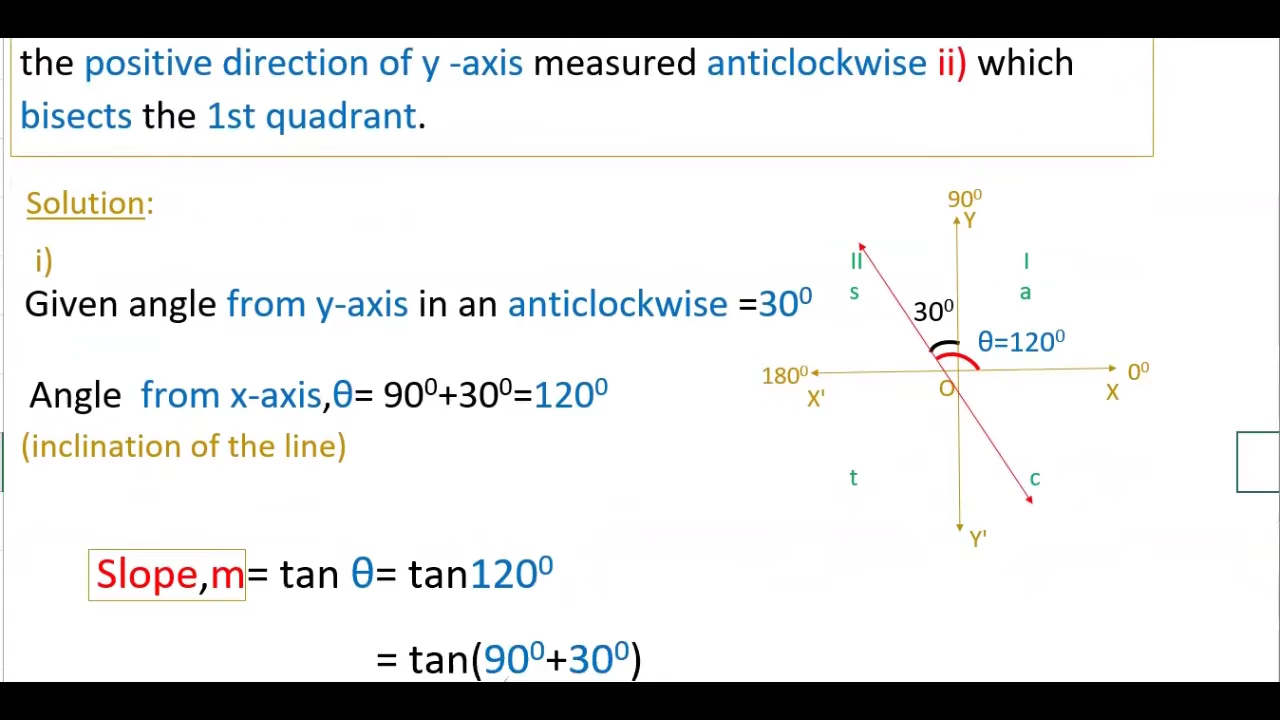 the positive direction of y -axis measured anticlockwise ii) which
bisects the 1st quadrant.
Solution:
i)
Given angle from y-axis in an anticlockwise =30⁰
Angle from x-axis,θ= 90⁰+30⁰=120⁰
(inclination of the line)
Slope,m= tan θ= tan120⁰
= tan(90⁰+30⁰)
90⁰
Y
II
I
s
a
30⁰
θ=120⁰
180⁰
0⁰
X'
O
X
t
c
Y'